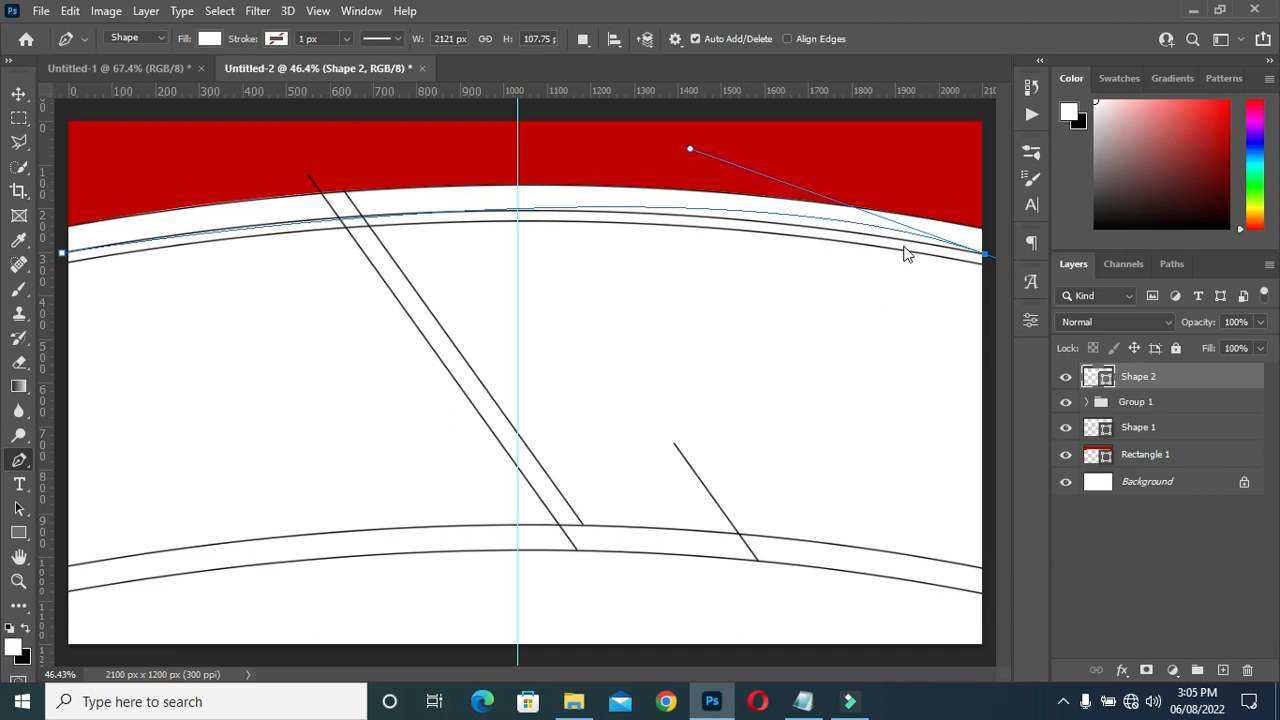 Ps File Edit Image Layer Type Select Filter 3D View Window Help
Shape Fill: Stroke: 1 px W: 2121 px H: 107.75 p Auto Add/Delete Align Edges
Untitled-1 @ 67.4% (RGB/8) * × Untitled-2 @ 46.4% (Shape 2, RGB/8) * ×
0 100 200 300 400 500 600 700 800 900 1000 1100 1200 1300 1400 1500 1600 1700 1800 1900 2000 210
Color Swatches Gradients Patterns
Layers Channels Paths
Kind
Normal Opacity: 100%
Lock: Fill: 100%
Shape 2
Group 1
Shape 1
Rectangle 1
Background
46.43% 2100 px x 1200 px (300 ppi)
Type here to search
Ps
3:05 PM
06/08/2022